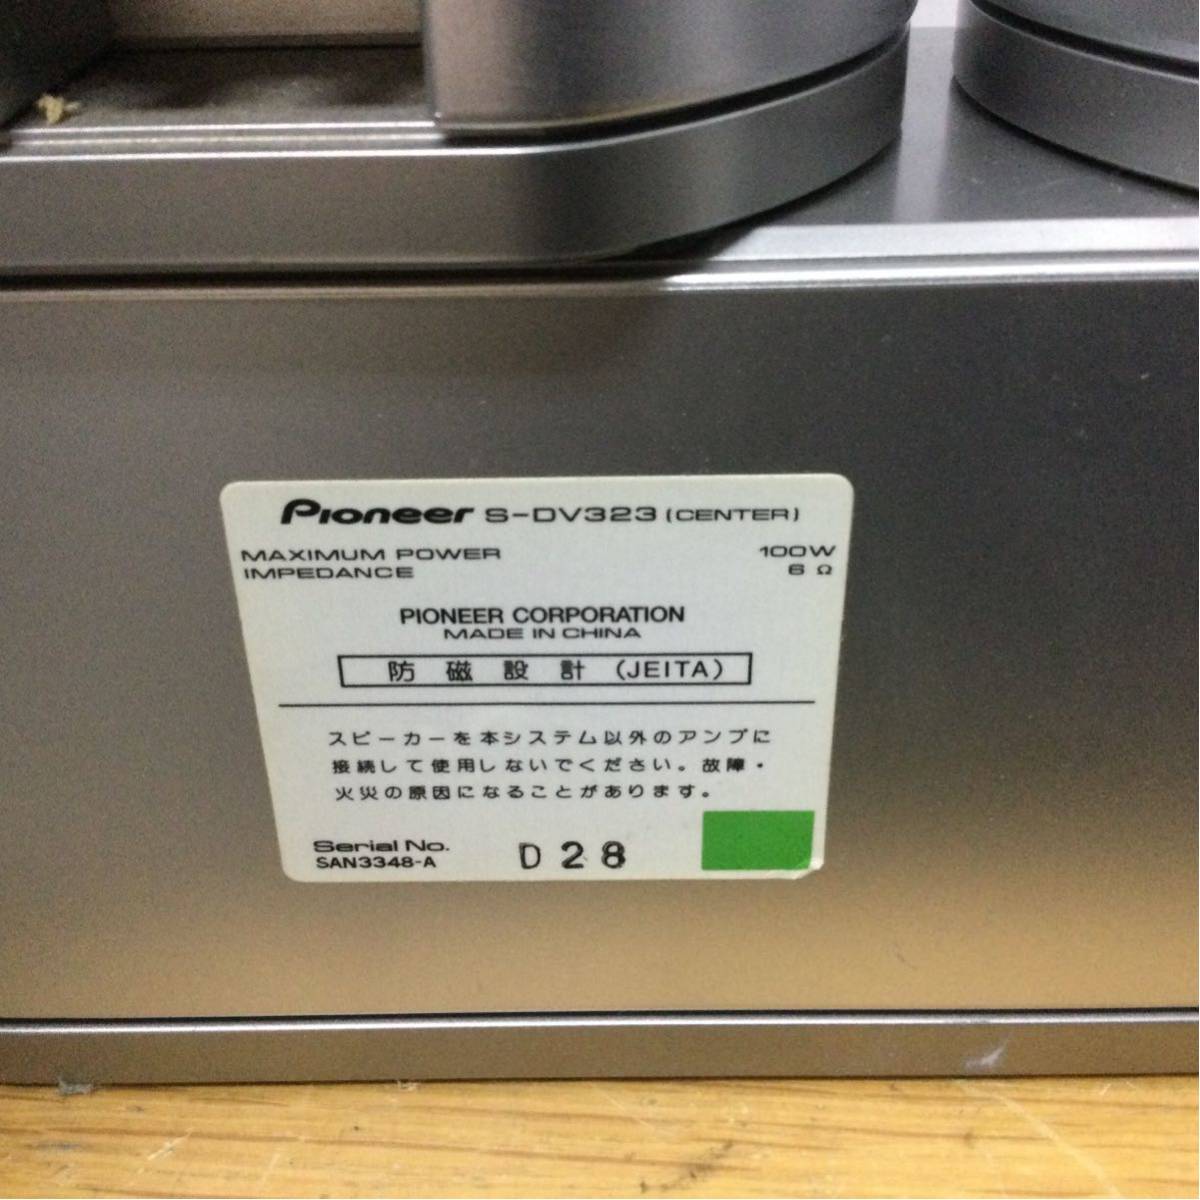 Pioneer S-DV323 (CENTER)
MAXIMUM POWER 100W
IMPEDANCE 6 Ω
PIONEER CORPORATION
MADE IN CHINA
防磁設計 (JEITA)
スピーカーを本システム以外のアンプに
接続して使用しないでください。故障・
火災の原因になることがあります。
Serial No. D28
SAN3348-A